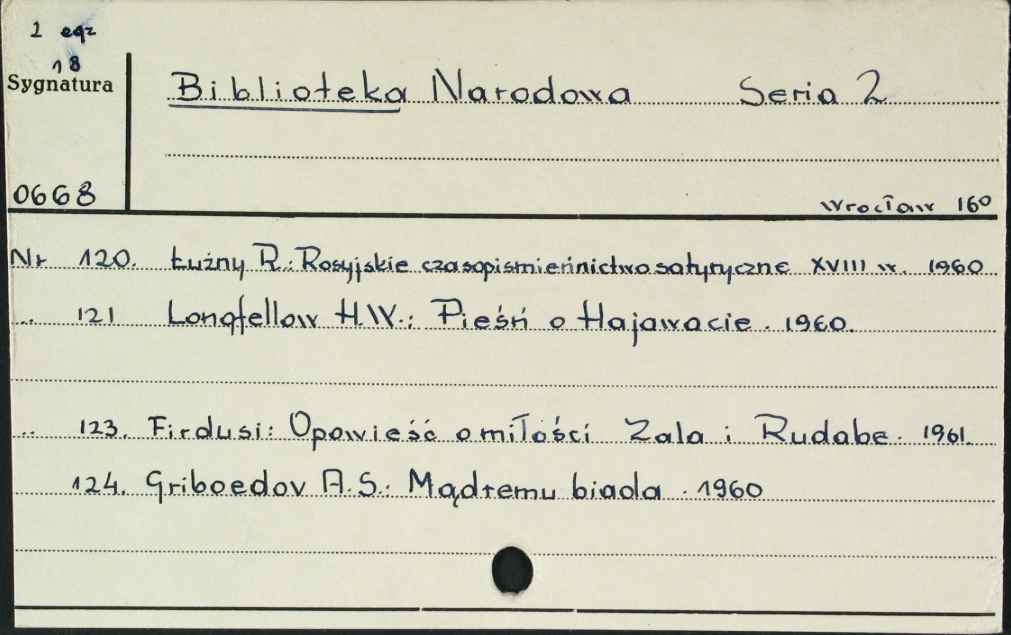 2 egz
18
Sygnatura
Biblioteka Narodowa Seria 2
0668
Wrocław 16⁰
Nr 120. Łużny R.: Rosyjskie czasopiśmiennictwo satyryczne XVIII w. 1960
„ 121 Longfellow H.W.: Pieśń o Hajawacie. 1960.
„ 123. Firdusi: Opowieść o miłości Zala i Rudabe. 1961.
124. Griboedov A.S.: Mądremu biada. 1960